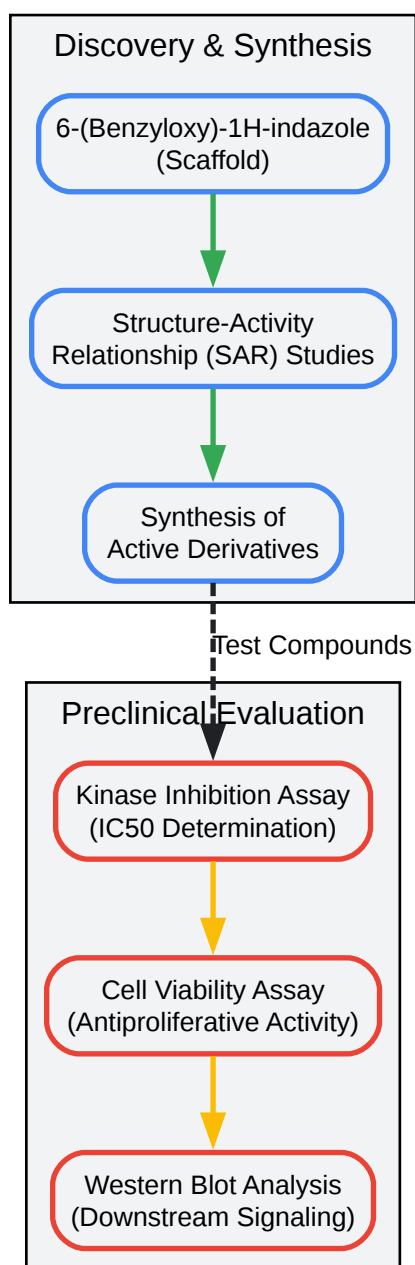 Discovery & Synthesis
6-(Benzyloxy)-1H-indazole
(Scaffold)
Structure-Activity
Relationship (SAR) Studies
Synthesis of
Active Derivatives
Test Compounds
Preclinical Evaluation
Kinase Inhibition Assay
(IC50 Determination)
Cell Viability Assay
(Antiproliferative Activity)
Western Blot Analysis
(Downstream Signaling)